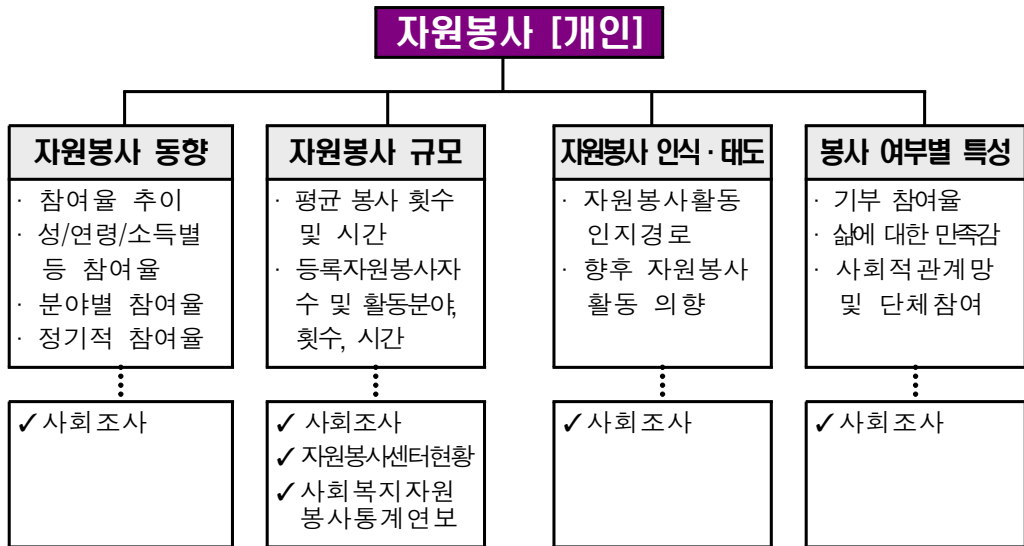 자원봉사 [개인]
자원봉사 동향
· 참여율 추이
· 성/연령/소득별
등 참여율
· 분야별 참여율
· 정기적 참여율
✓사회조사
자원봉사 규모
· 평균 봉사 횟수
및 시간
· 등록자원봉사자
수 및 활동분야,
횟수, 시간
✓ 사회조사
✓ 자원봉사센터현황
✓ 사회복지자원
봉사통계연보
자원봉사 인식·태도
· 자원봉사활동
인지경로
· 향후 자원봉사
활동 의향
✓사회조사
봉사 여부별 특성
· 기부 참여율
· 삶에 대한 만족감
· 사회적관계망
및 단체참여
✓사회조사